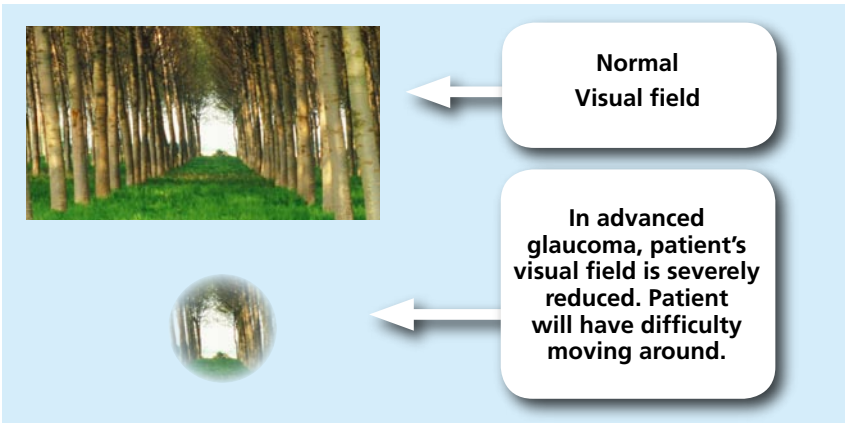 Normal
Visual field
In advanced
glaucoma, patient's
visual field is severely
reduced. Patient
will have difficulty
moving around.